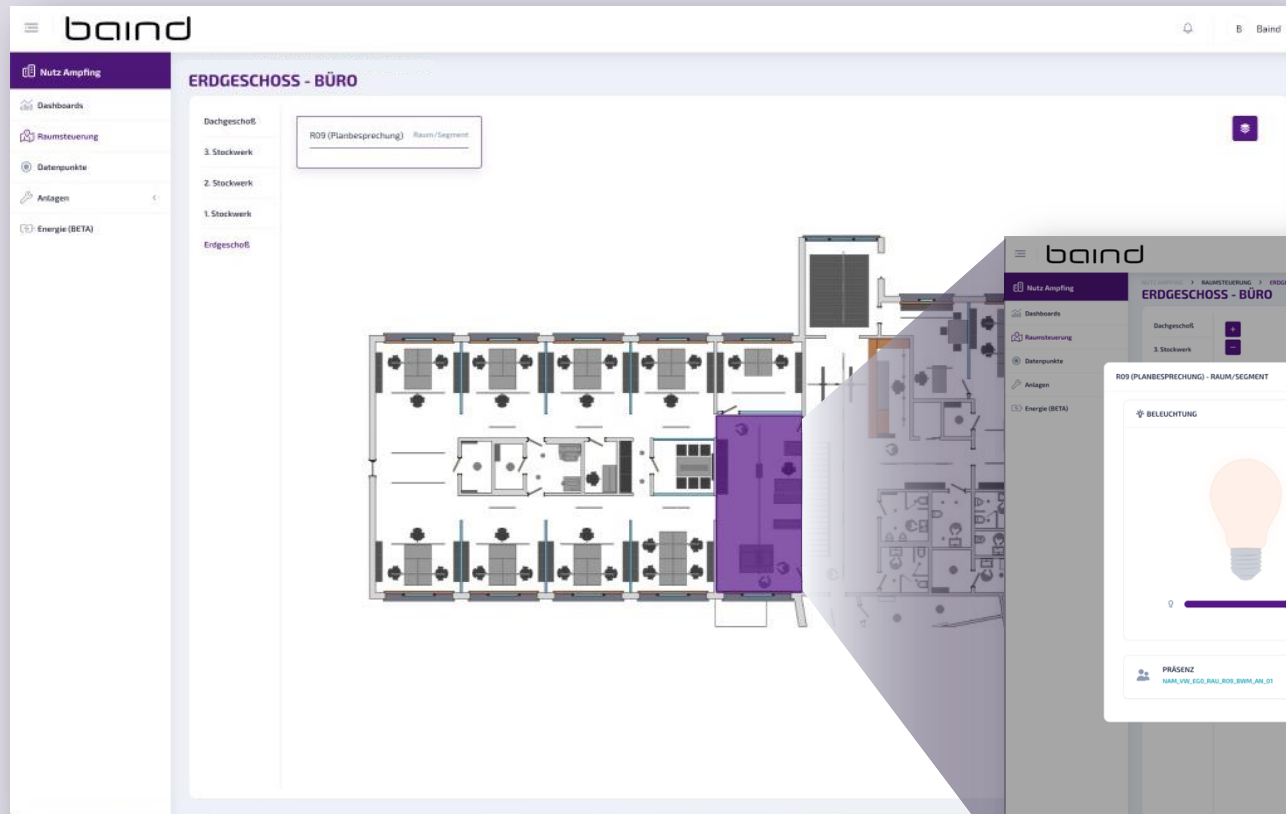 baind
B Baind
Nutz Ampfing
Dashboards
Raumsteuerung
Datenpunkte
Anlagen
Energie (BETA)
ERDGESCHOSS - BÜRO
Dachgeschoß
3. Stockwerk
2. Stockwerk
1. Stockwerk
Erdgeschoß
R09 (Planbesprechung) Raum/Segment
baind
Nutz Ampfing
Dashboards
Raumsteuerung
Datenpunkte
Anlagen
Energie (BETA)
NUTZ AMPFING > RAUMSTEUERUNG >
ERDGESCHOSS - BÜRO
Dachgeschoß
3. Stockwerk
+
−
R09 (PLANBESPRECHUNG) - RAUM/SEGMENT
BELEUCHTUNG
PRÄSENZ
NAM_VW_EG0_RAU_R09_BWM_AN_01